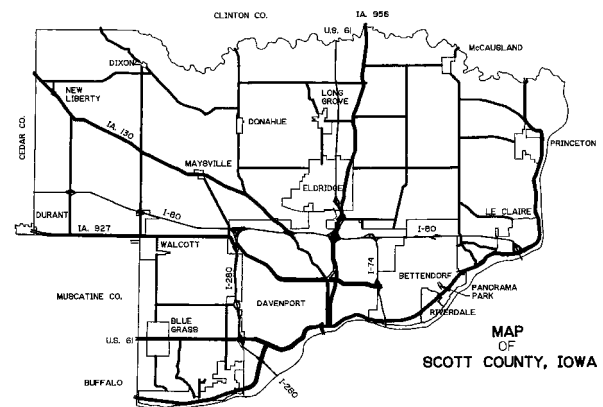 CLINTON CO.
IA. 956
U.S. 61
McCAUSLAND
DIXON
NEW
LIBERTY
LONG
GROVE
IA. 130
DONAHUE
CEDAR CO.
PRINCETON
MAYSVILLE
ELDRIDGE
DURANT
I-80
LE CLAIRE
IA. 927
I-80
WALCOTT
I-280
I-74
BETTENDORF
PANORAMA
PARK
MUSCATINE CO.
DAVENPORT
RIVERDALE
BLUE
GRASS
U.S. 61
MAP
OF
SCOTT COUNTY, IOWA
BUFFALO
I-280